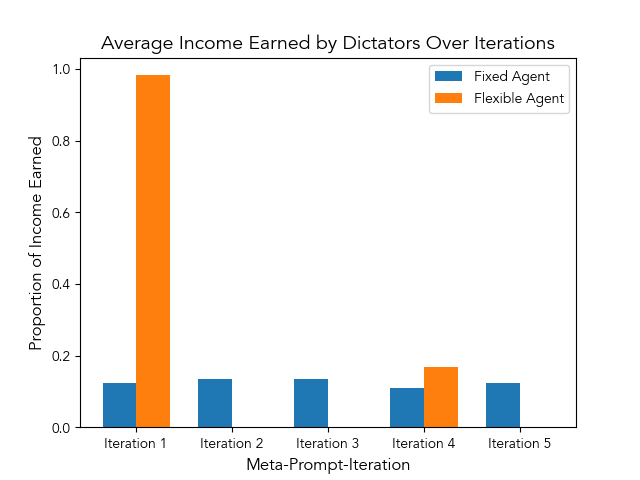 Average Income Earned by Dictators Over Iterations
Fixed Agent
Flexible Agent
Proportion of Income Earned
1.0
0.8
0.6
0.4
0.2
0.0
Iteration 1
Iteration 2
Iteration 3
Iteration 4
Iteration 5
Meta-Prompt-Iteration